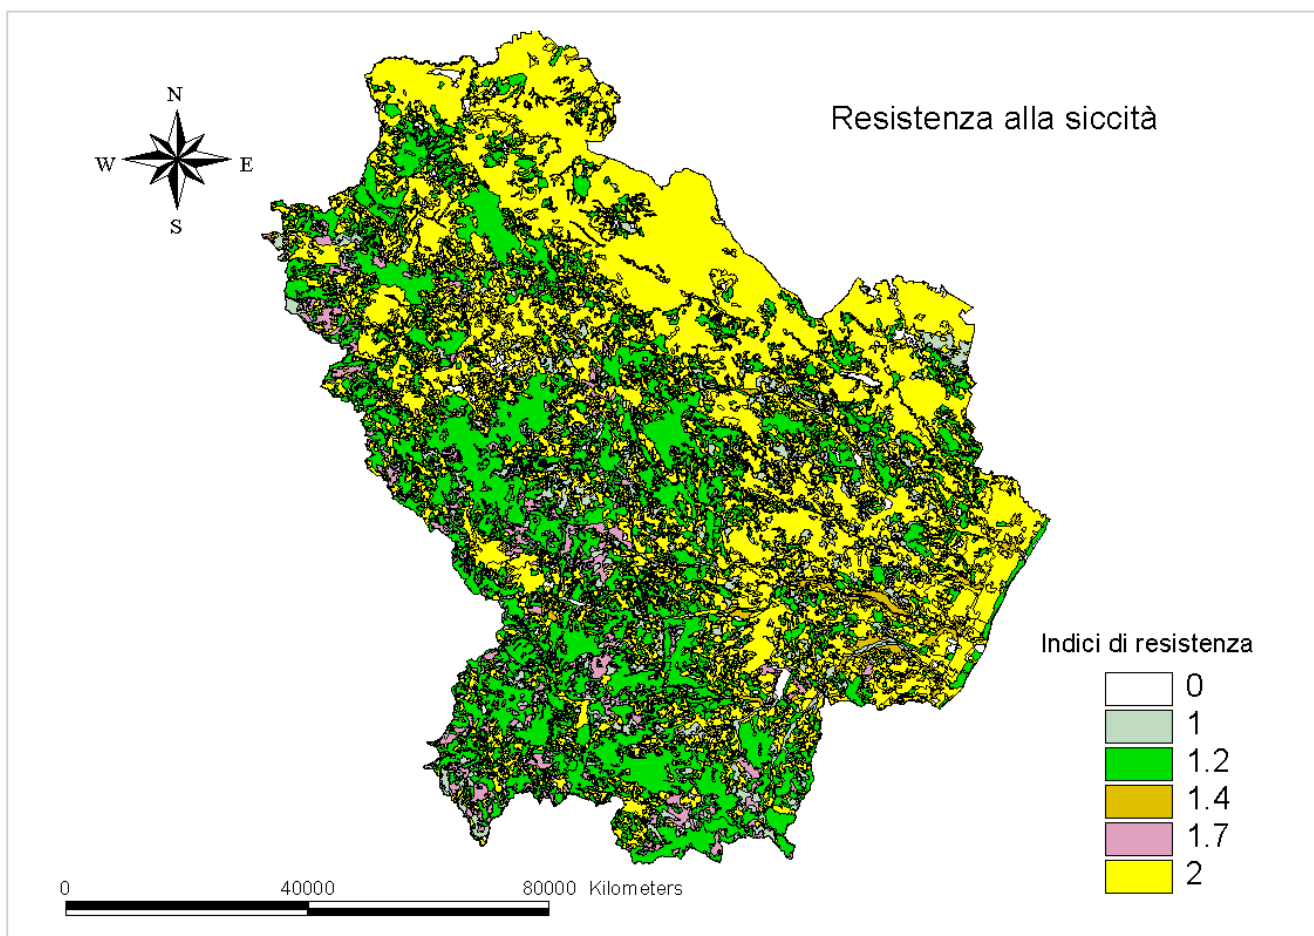 Resistenza alla siccità
N
W
E
S
Indici di resistenza
0
1
1.2
1.4
1.7
2
0
40000
80000 Kilometers